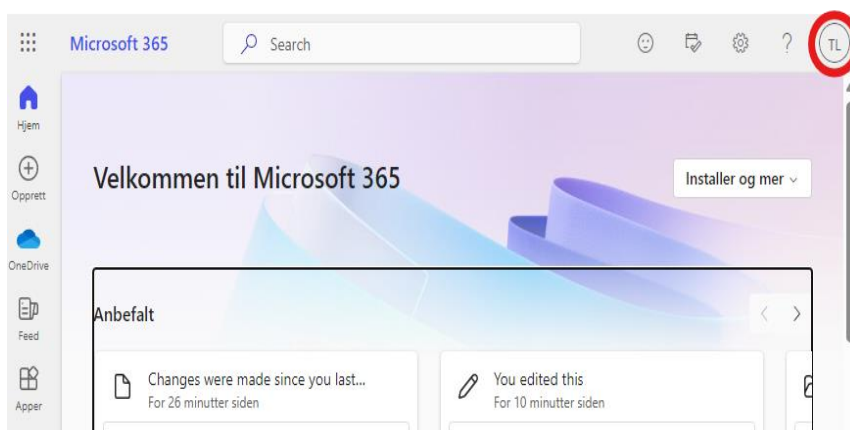 Microsoft 365
Search
TL
Hjem
Opprett
OneDrive
Feed
Apper
Velkommen til Microsoft 365
Installer og mer
Anbefalt
Changes were made since you last...
For 26 minutter siden
You edited this
For 10 minutter siden